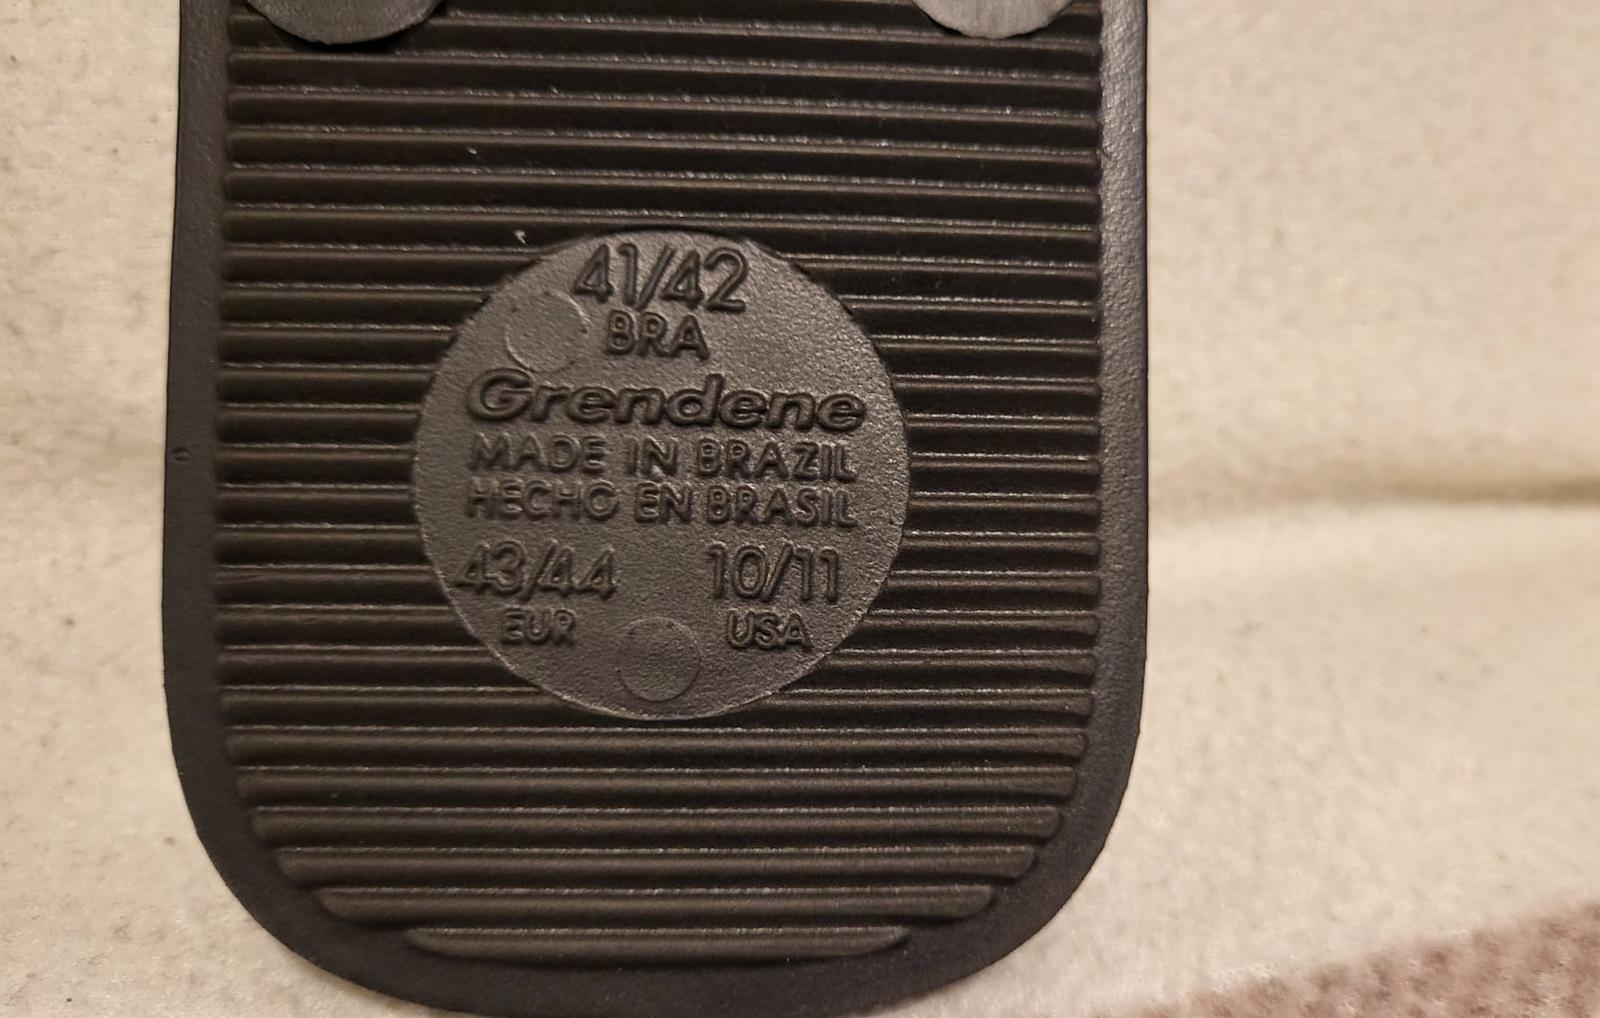 41/42
BRA
Grendene
MADE IN BRAZIL
HECHO EN BRASIL
43/44 10/11
EUR USA